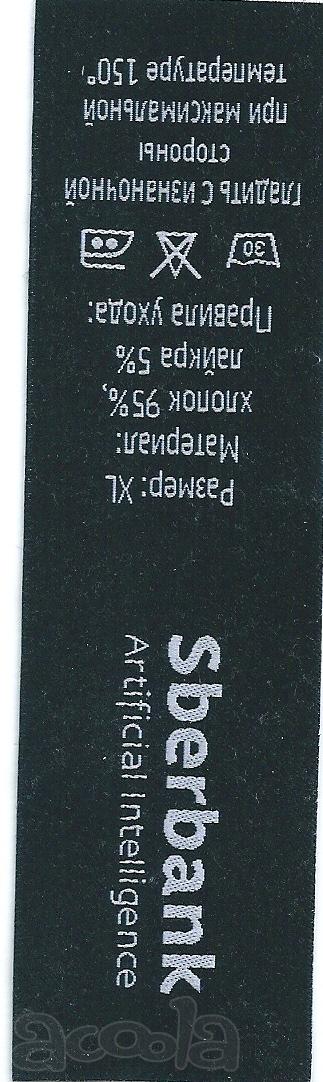 Sberbank
Artificial Intelligence
Размер: XL
Материал:
хлопок 95%,
лайкра 5%
Правила ухода:
30
гладить с изнаночной
стороны
при максимальной
температуре 150°
acoola